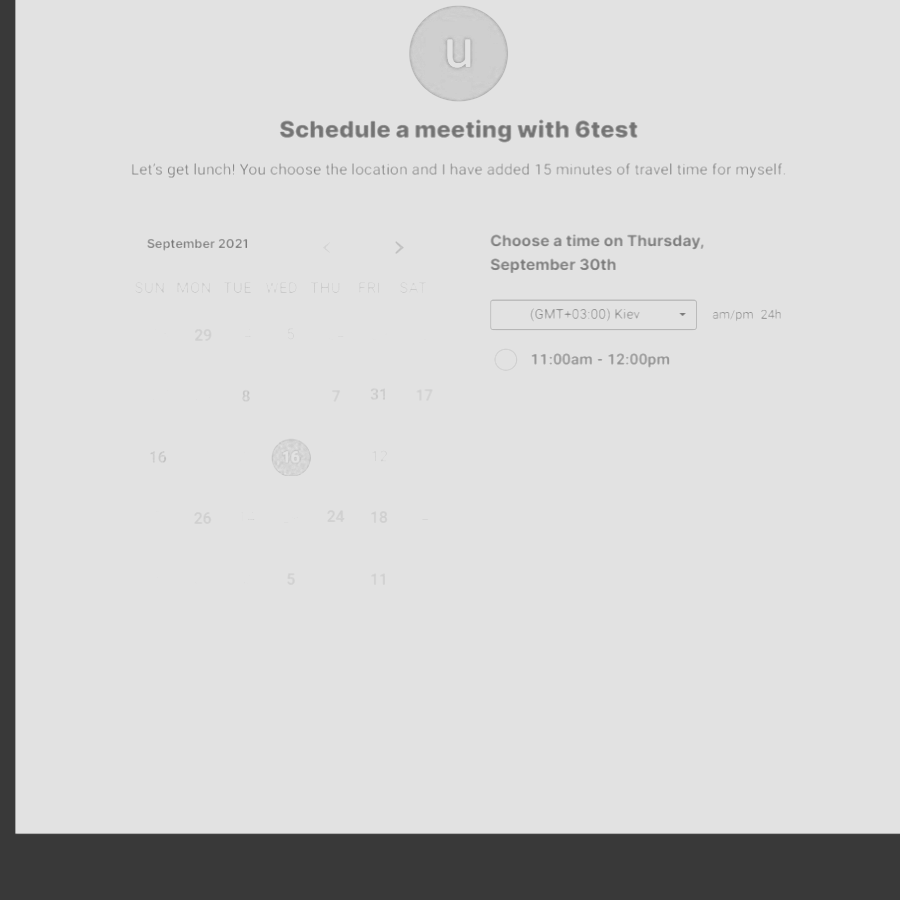 u
Schedule a meeting with 6test
Let's get lunch! You choose the location and I have added 15 minutes of travel time for myself.
September 2021 < >
SUN MON TUE WED THU FRI SAT
29 – 5 –
8 7 31 17
16 16 12
26 – 24 18 –
5 11
Choose a time on Thursday,
September 30th
(GMT+03:00) Kiev am/pm 24h
11:00am - 12:00pm